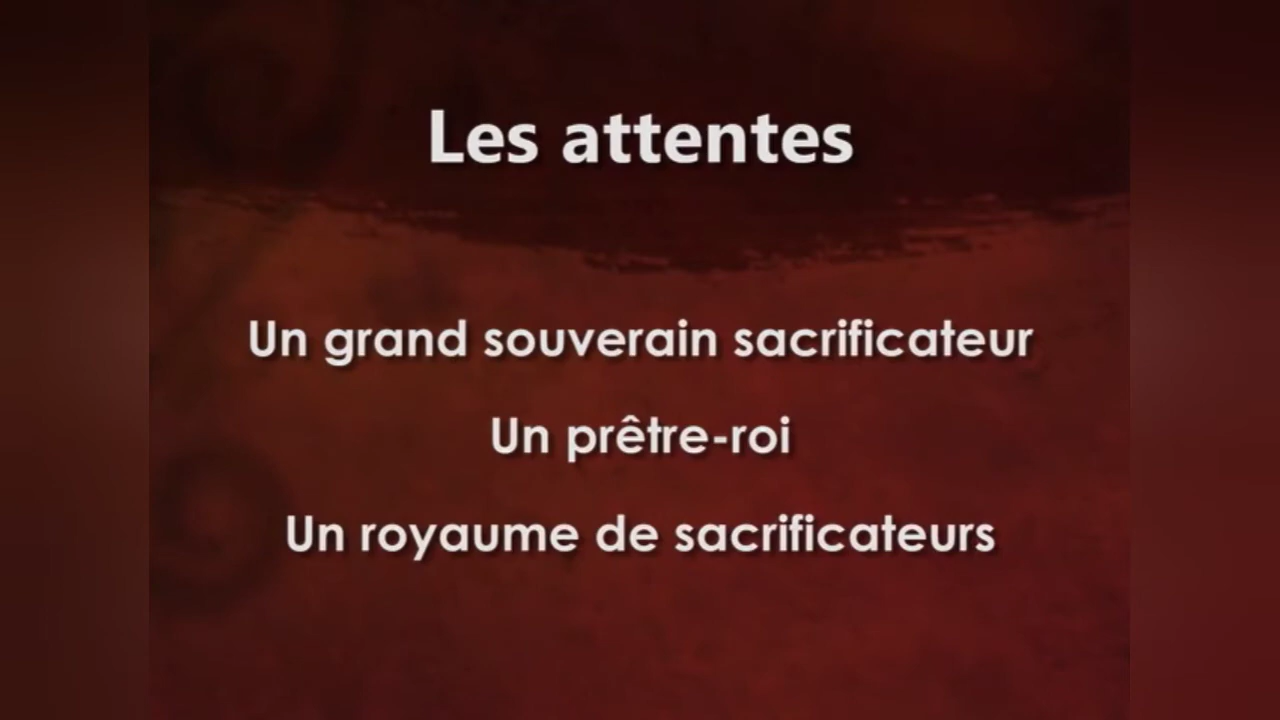 Les attentes
Un grand souverain sacrificateur
Un prêtre-roi
Un royaume de sacrificateurs